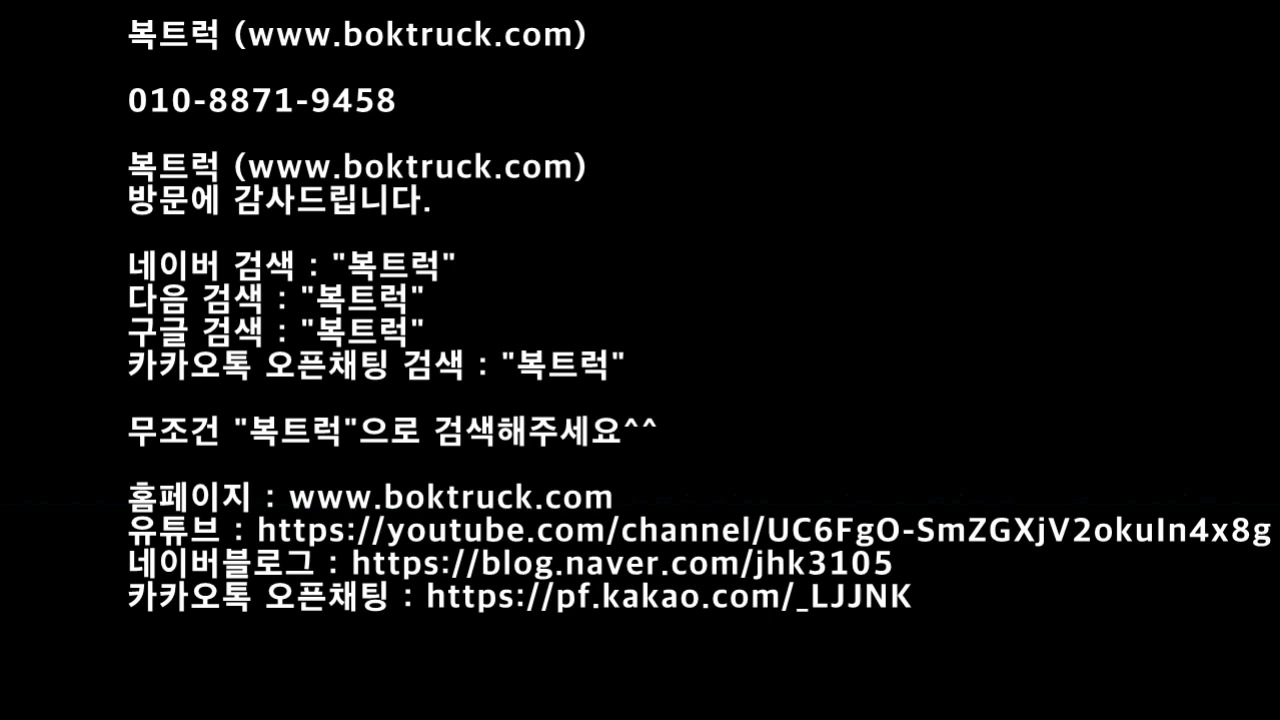 복트럭 (www.boktruck.com)
010-8871-9458
복트럭 (www.boktruck.com)
방문에 감사드립니다.
네이버 검색 : "복트럭"
다음 검색 : "복트럭"
구글 검색 : "복트럭"
카카오톡 오픈채팅 검색 : "복트럭"
무조건 "복트럭"으로 검색해주세요^^
홈페이지 : www.boktruck.com
유튜브 : https://youtube.com/channel/UC6FgO-SmZGXjV2okuIn4x8g
네이버블로그 : https://blog.naver.com/jhk3105
카카오톡 오픈채팅 : https://pf.kakao.com/_LJJNK